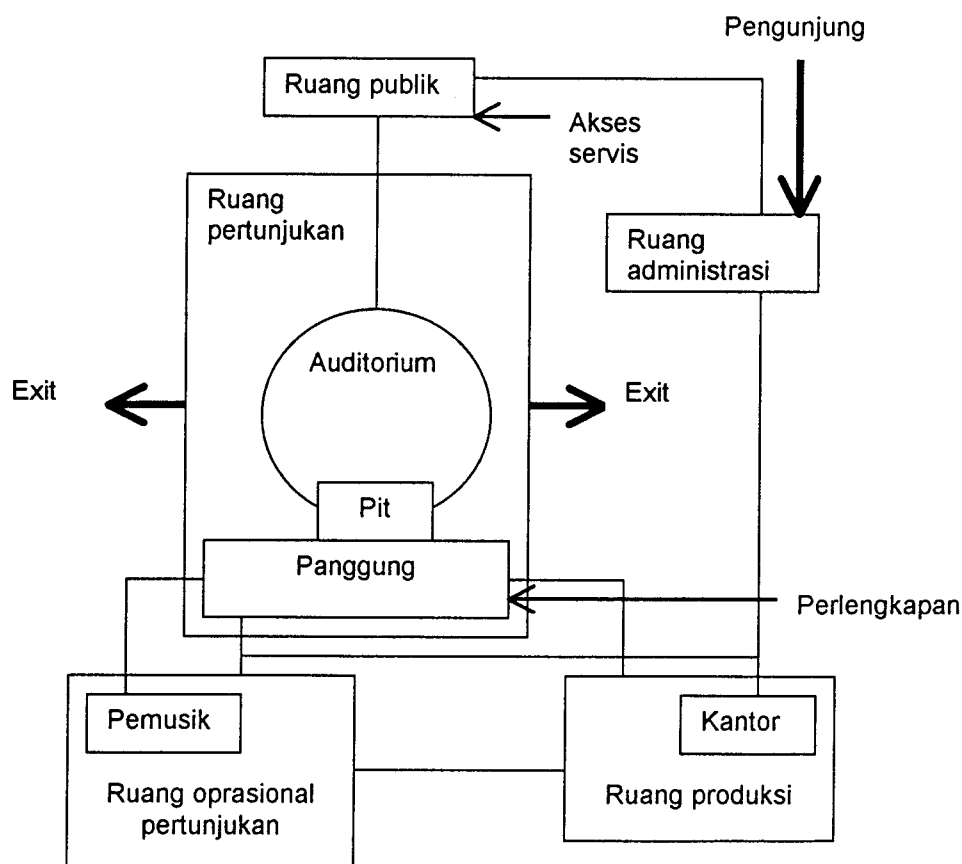 Pengunjung
Ruang publik
Akses
servis
Ruang
pertunjukan
Ruang
administrasi
Auditorium
Exit
Exit
Pit
Panggung
Perlengkapan
Pemusik
Kantor
Ruang oprasional
pertunjukan
Ruang produksi